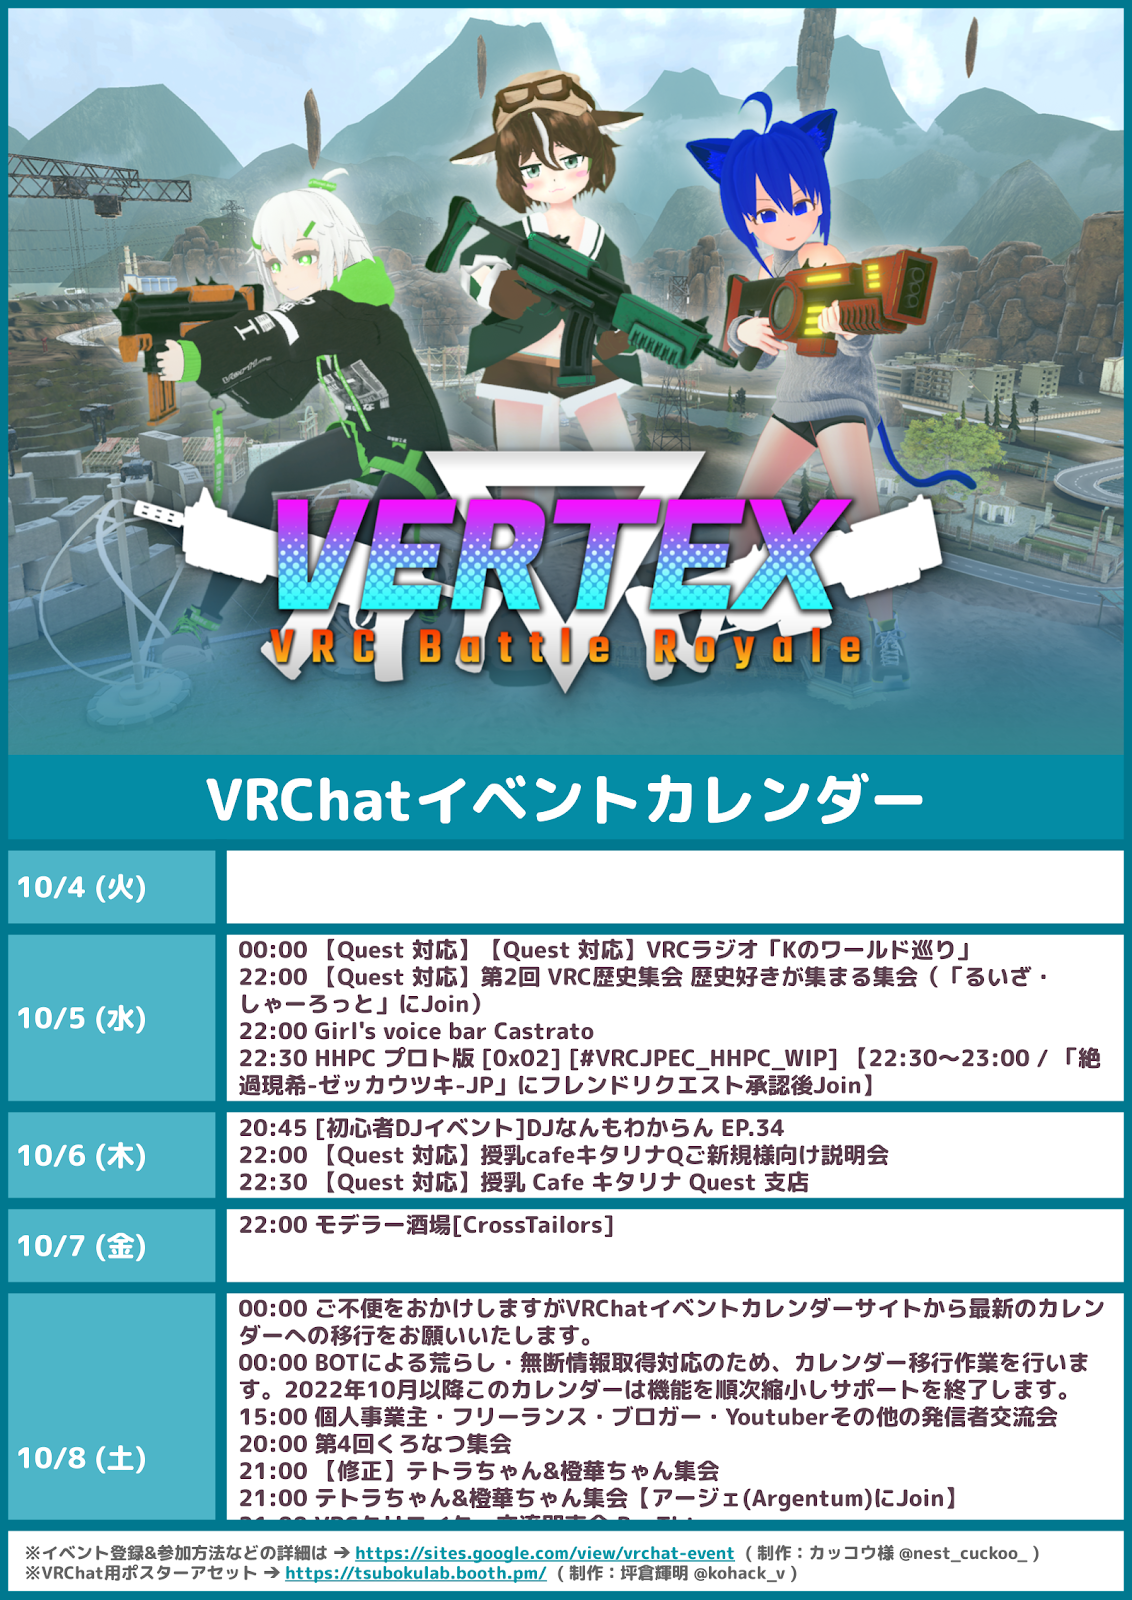 VERTEX
VRC Battle Royale
VRChatイベントカレンダー
10/4 (火)
10/5 (水)
00:00 【Quest 対応】【Quest 対応】VRCラジオ「Kのワールド巡り」
22:00 【Quest 対応】第2回 VRC歴史集会 歴史好きが集まる集会（「るいざ・
しゃーろっと」にJoin）
22:00 Girl's voice bar Castrato
22:30 HHPC プロト版 [0x02] [#VRCJPEC_HHPC_WIP] 【22:30〜23:00 / 「絶
過現希-ゼッカウツキ-JP」にフレンドリクエスト承認後Join】
10/6 (木)
20:45 [初心者DJイベント]DJなんもわからん EP.34
22:00 【Quest 対応】授乳cafeキタリナQご新規様向け説明会
22:30 【Quest 対応】授乳 Cafe キタリナ Quest 支店
10/7 (金)
22:00 モデラー酒場[CrossTailors]
10/8 (土)
00:00 ご不便をおかけしますがVRChatイベントカレンダーサイトから最新のカレン
ダーへの移行をお願いいたします。
00:00 BOTによる荒らし・無断情報取得対応のため、カレンダー移行作業を行いま
す。2022年10月以降このカレンダーは機能を順次縮小しサポートを終了します。
15:00 個人事業主・フリーランス・ブロガー・Youtuberその他の発信者交流会
20:00 第4回くろなつ集会
21:00 【修正】テトラちゃん&橙華ちゃん集会
21:00 テトラちゃん&橙華ちゃん集会【アージェ(Argentum)にJoin】
※イベント登録&参加方法などの詳細は ➔ https://sites.google.com/view/vrchat-event ( 制作：カッコウ様 @nest_cuckoo_ )
※VRChat用ポスターアセット ➔ https://tsubokulab.booth.pm/ ( 制作：坪倉輝明 @kohack_v )